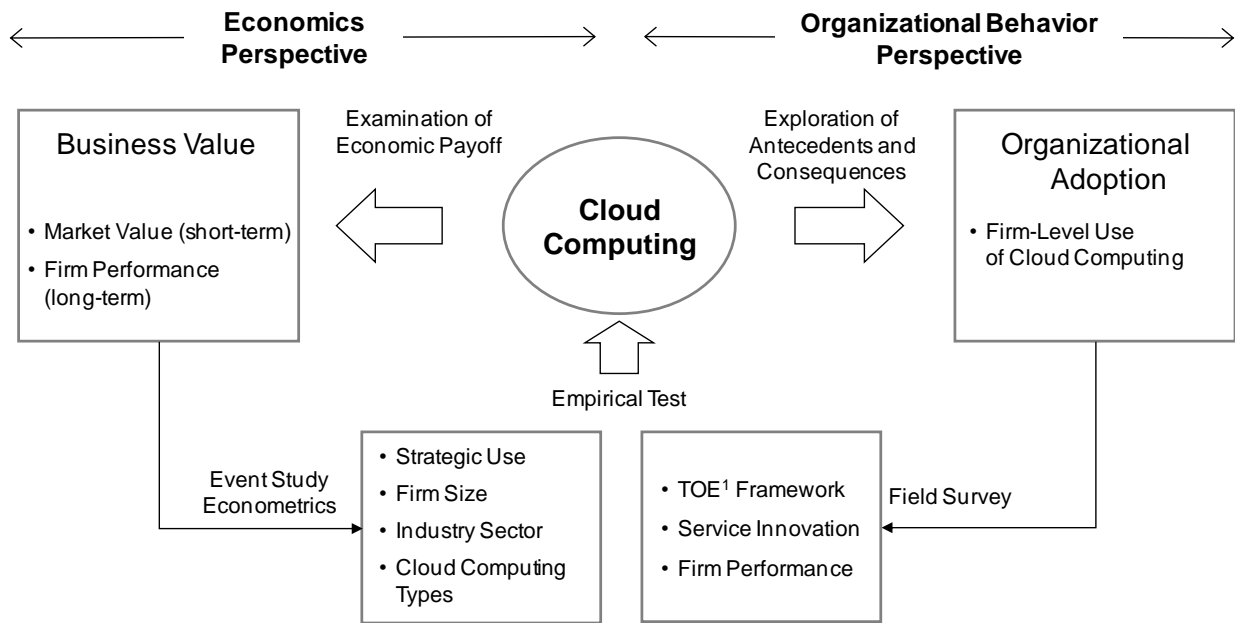 Economics
Perspective
Organizational Behavior
Perspective
Business Value
• Market Value (short-term)
• Firm Performance
(long-term)
Examination of
Economic Payoff
Cloud
Computing
Exploration of
Antecedents and
Consequences
Organizational
Adoption
• Firm-Level Use
of Cloud Computing
Empirical Test
Event Study
Econometrics
• Strategic Use
• Firm Size
• Industry Sector
• Cloud Computing
Types
• TOE¹ Framework
• Service Innovation
• Firm Performance
Field Survey